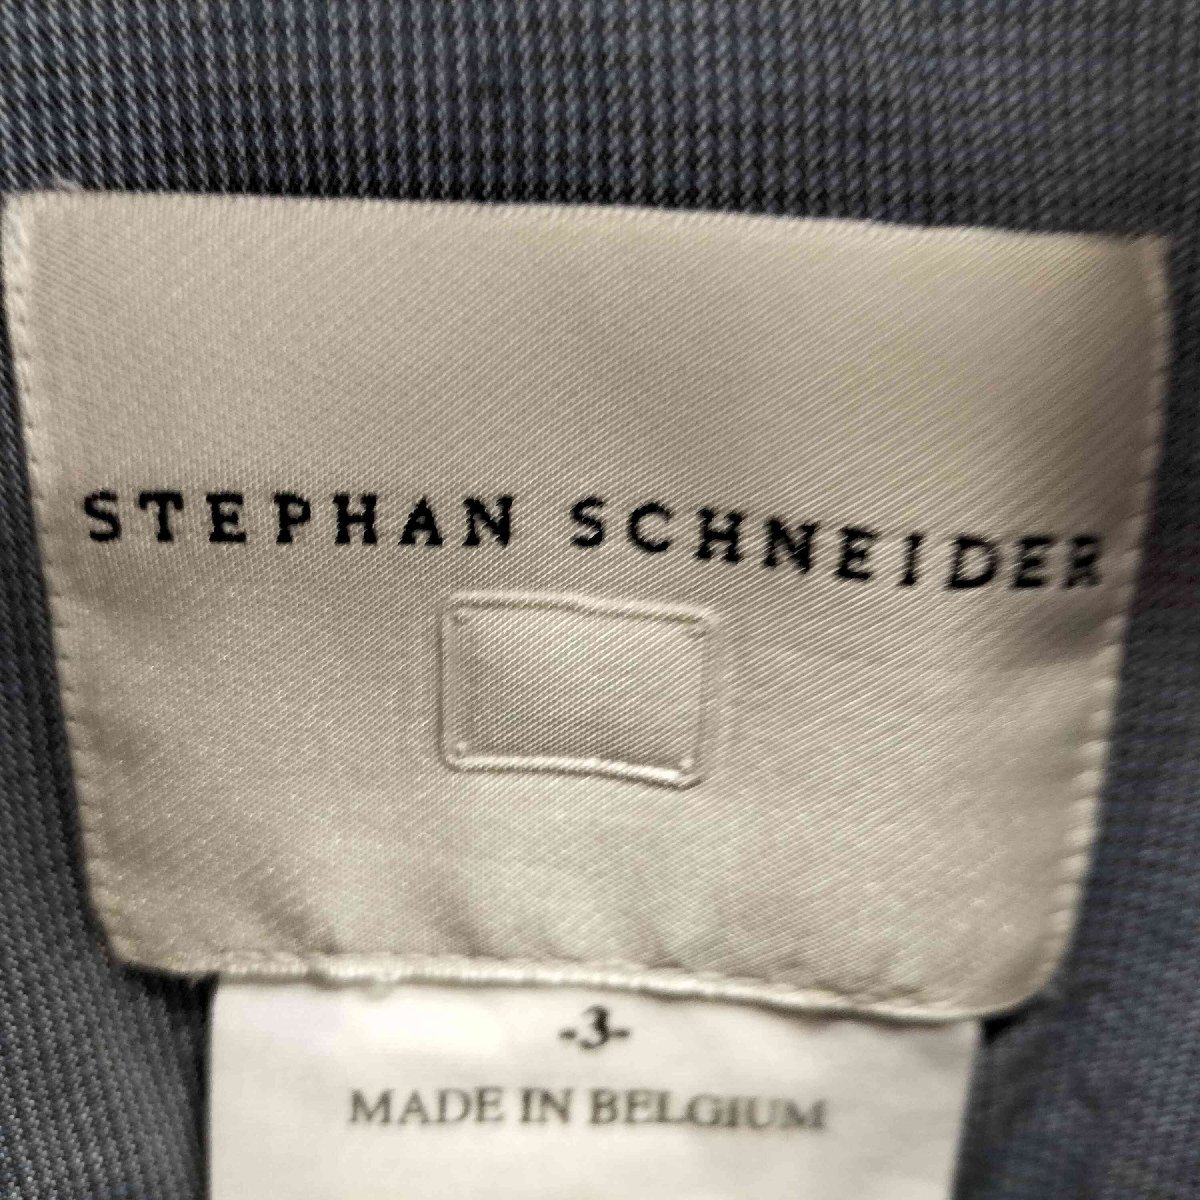 STEPHAN SCHNEIDER
-3-
MADE IN BELGIUM